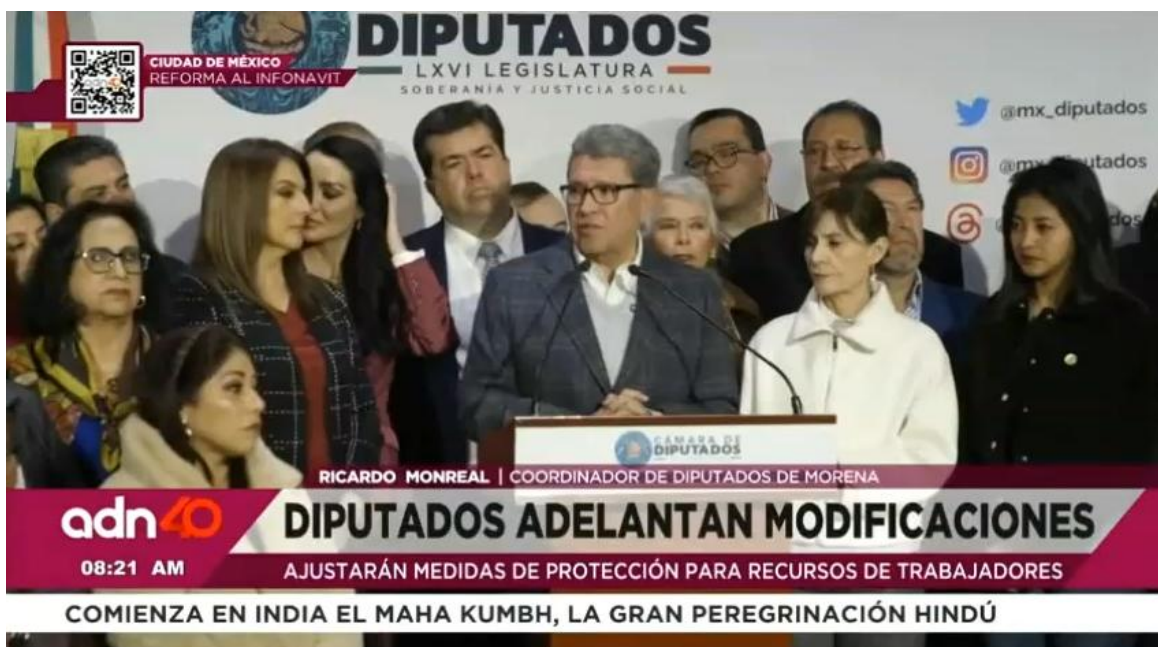 DIPUTADOS
LXVI LEGISLATURA
SOBERANÍA Y JUSTICIA SOCIAL
CIUDAD DE MÉXICO
REFORMA AL INFONAVIT
@mx_diputados
CÁMARA DE
DIPUTADOS
RICARDO MONREAL | COORDINADOR DE DIPUTADOS DE MORENA
adn40
DIPUTADOS ADELANTAN MODIFICACIONES
08:21 AM
AJUSTARÁN MEDIDAS DE PROTECCIÓN PARA RECURSOS DE TRABAJADORES
COMIENZA EN INDIA EL MAHA KUMBH, LA GRAN PEREGRINACIÓN HINDÚ